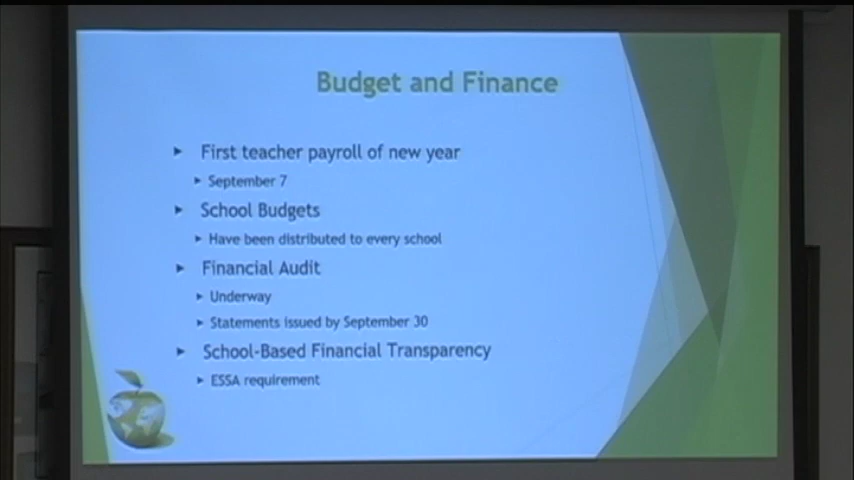 Budget and Finance
First teacher payroll of new year
September 7
School Budgets
Have been distributed to every school
Financial Audit
Underway
Statements issued by September 30
School-Based Financial Transparency
ESSA requirement